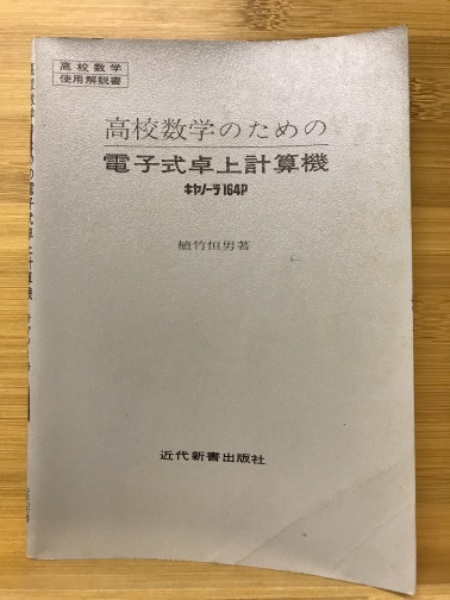 高校数学
使用解説書
高校数学のための
電子式卓上計算機
キヤノーラ164P
植竹恒男著
近代新書出版社